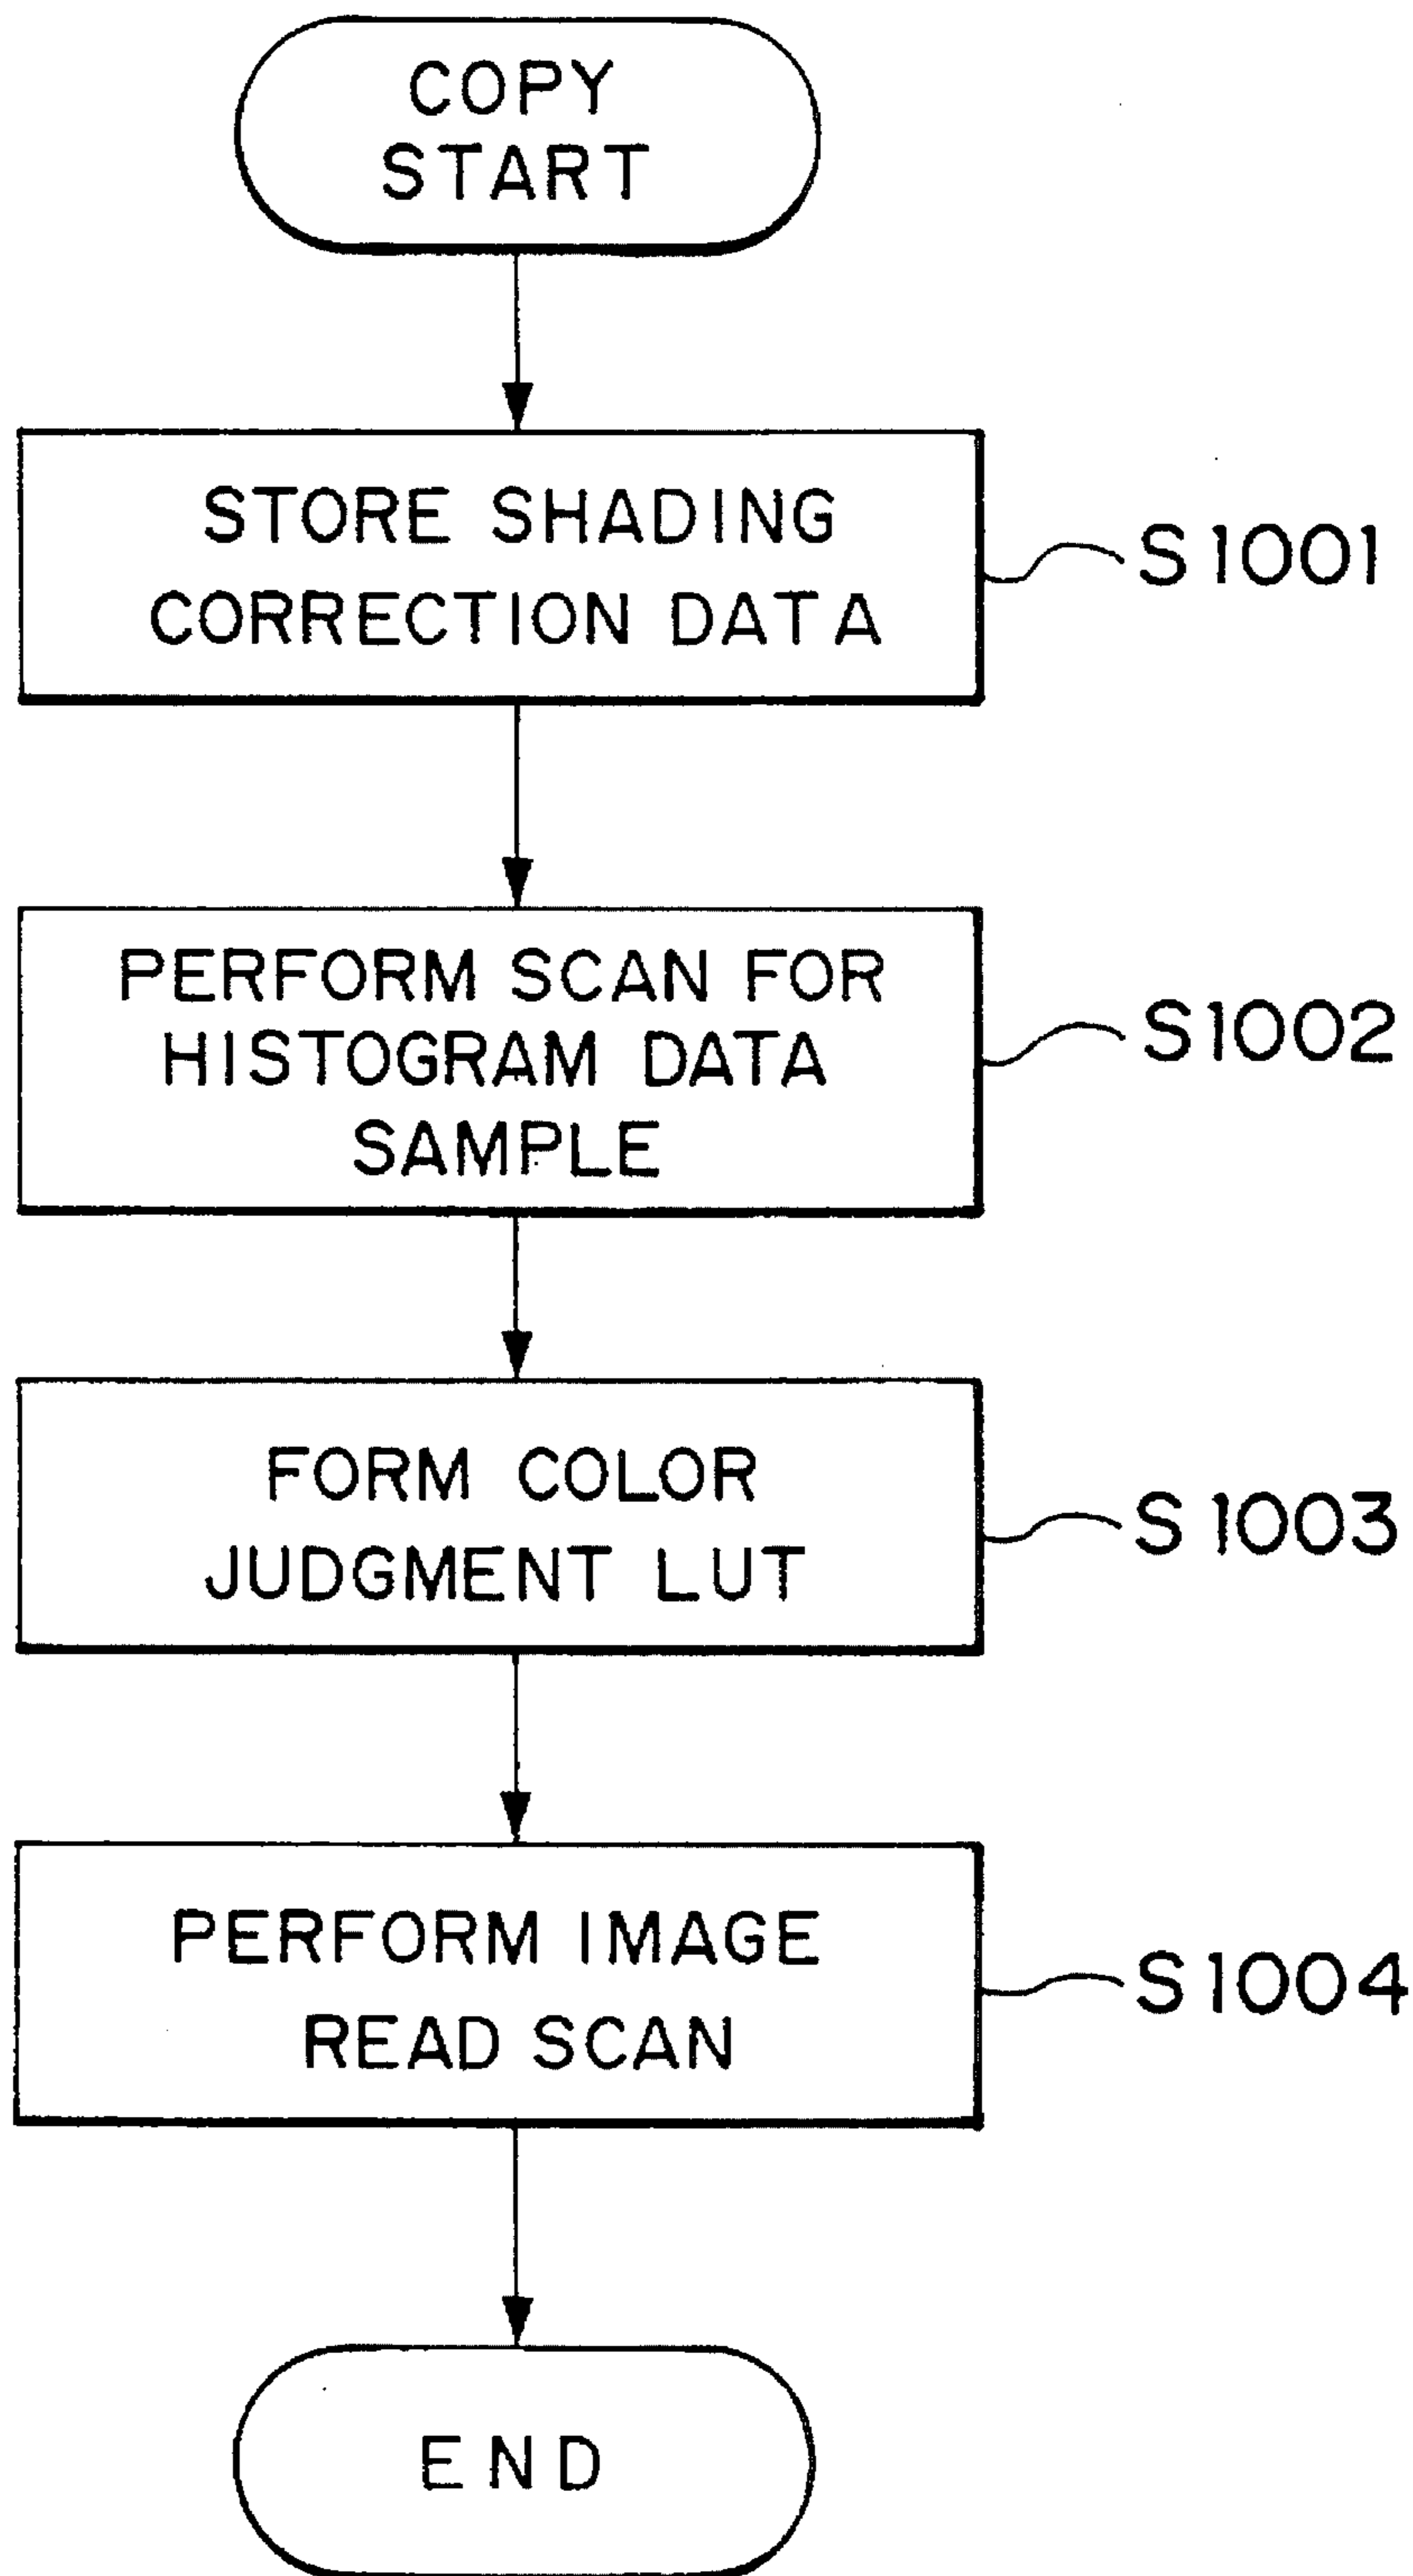 COPY
START
STORE SHADING
CORRECTION DATA
S1001
PERFORM SCAN FOR
HISTOGRAM DATA
SAMPLE
S1002
FORM COLOR
JUDGMENT LUT
S1003
PERFORM IMAGE
READ SCAN
S1004
END